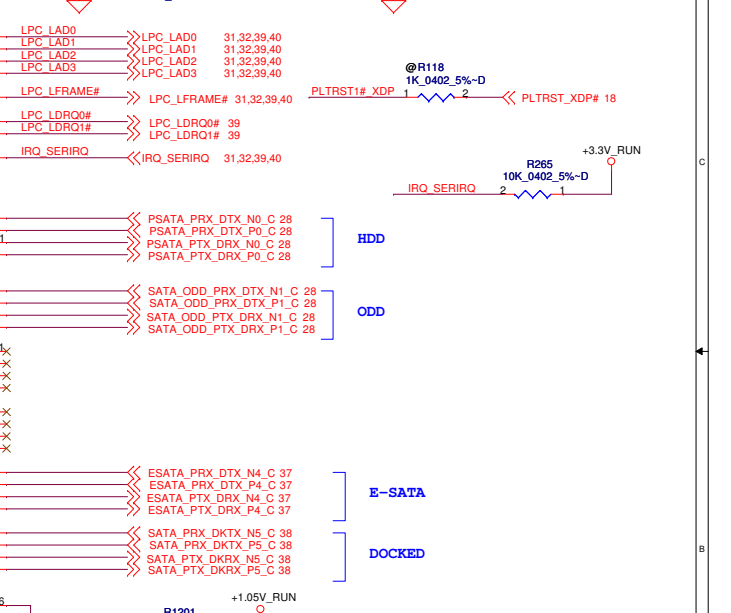 LPC_LAD0 LPC_LAD0 31,32,39,40
LPC_LAD1 LPC_LAD1 31,32,39,40
LPC_LAD2 LPC_LAD2 31,32,39,40
LPC_LAD3 LPC_LAD3 31,32,39,40
@R118
1K_0402_5%~D
LPC_LFRAME# LPC_LFRAME# 31,32,39,40
PLTRST1#_XDP 1 2 PLTRST_XDP# 18
LPC_LDRQ0# LPC_LDRQ0# 39
LPC_LDRQ1# LPC_LDRQ1# 39
IRQ_SERIRQ IRQ_SERIRQ 31,32,39,40
+3.3V_RUN
R265
10K_0402_5%~D
IRQ_SERIRQ 2 1
C
PSATA_PRX_DTX_N0_C 28
PSATA_PRX_DTX_P0_C 28
PSATA_PTX_DRX_N0_C 28
PSATA_PTX_DRX_P0_C 28
HDD
1
SATA_ODD_PRX_DTX_N1_C 28
SATA_ODD_PRX_DTX_P1_C 28
SATA_ODD_PTX_DRX_N1_C 28
SATA_ODD_PTX_DRX_P1_C 28
ODD
1
ESATA_PRX_DTX_N4_C 37
ESATA_PRX_DTX_P4_C 37
ESATA_PTX_DRX_N4_C 37
ESATA_PTX_DRX_P4_C 37
E-SATA
SATA_PRX_DKTX_N5_C 38
SATA_PRX_DKTX_P5_C 38
SATA_PTX_DKRX_N5_C 38
SATA_PTX_DKRX_P5_C 38
DOCKED
B
+1.05V_RUN
6
R1201